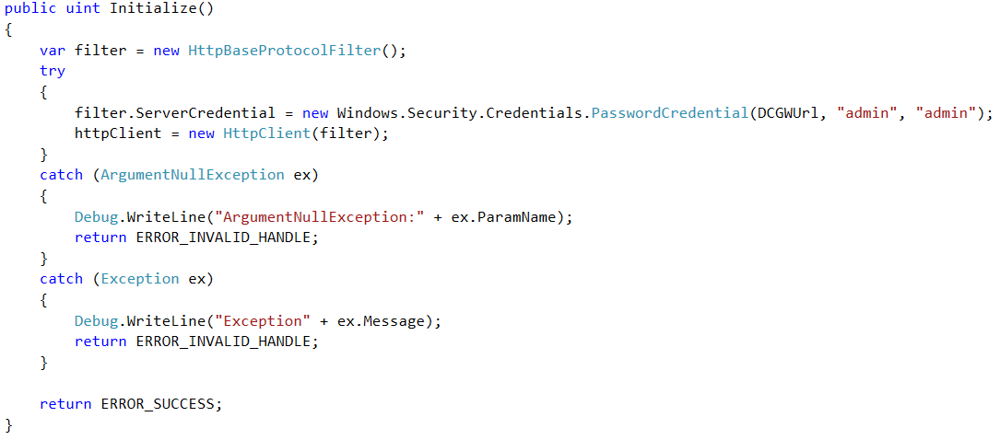 public uint Initialize()
{
    var filter = new HttpBaseProtocolFilter();
    try
    {
        filter.ServerCredential = new Windows.Security.Credentials.PasswordCredential(DCGWUrl, "admin", "admin");
        httpClient = new HttpClient(filter);
    }
    catch (ArgumentNullException ex)
    {
        Debug.WriteLine("ArgumentNullException:" + ex.ParamName);
        return ERROR_INVALID_HANDLE;
    }
    catch (Exception ex)
    {
        Debug.WriteLine("Exception" + ex.Message);
        return ERROR_INVALID_HANDLE;
    }

    return ERROR_SUCCESS;
}